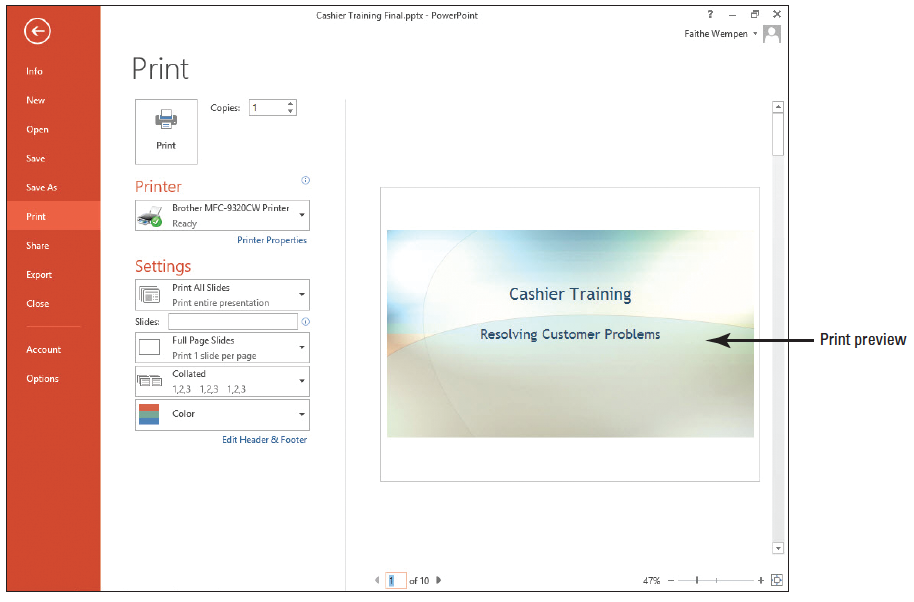 Cashier Training Final.pptx - PowerPoint
?
Faithe Wempen
Info
New
Open
Save
Save As
Print
Share
Export
Close
Account
Options
Print
Copies: 1
Print
Printer
Brother MFC-9320CW Printer
Ready
Printer Properties
Settings
Print All Slides
Print entire presentation
Slides:
Full Page Slides
Print 1 slide per page
Collated
1,2,3 1,2,3 1,2,3
Color
Edit Header & Footer
Cashier Training
Resolving Customer Problems
Print preview
1 of 10
47%